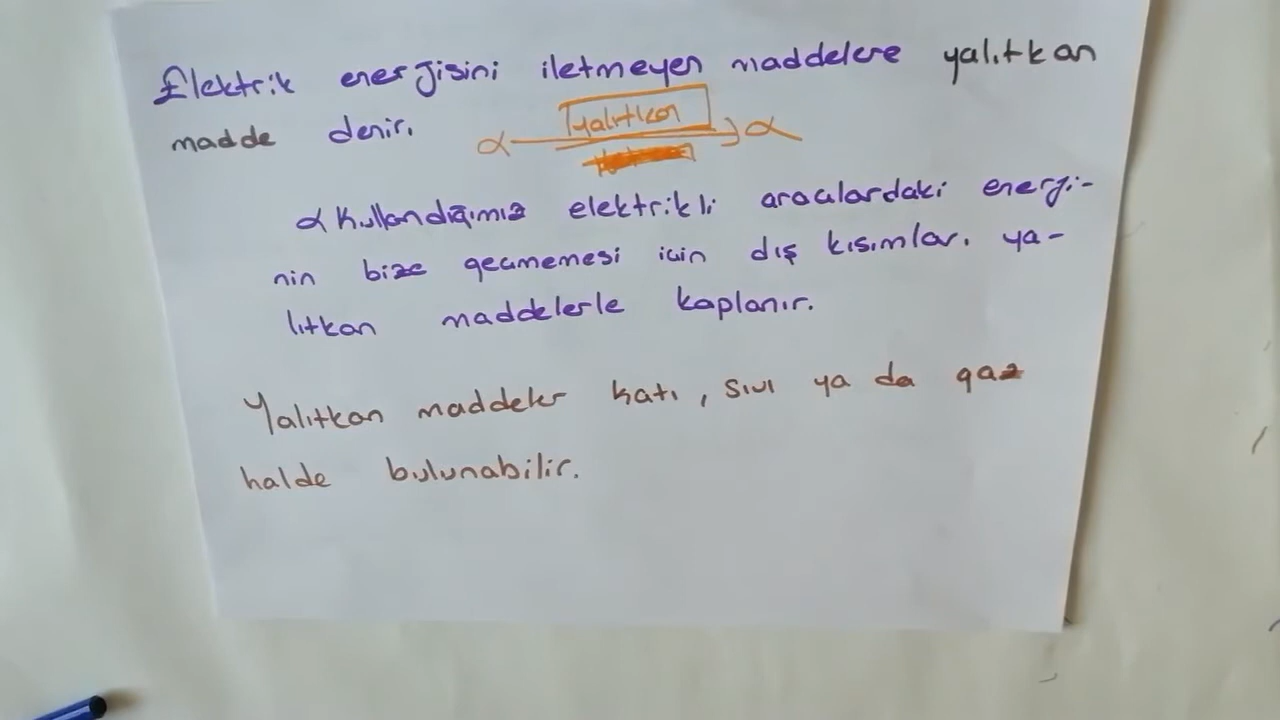 Elektrik enerjisini iletmeyen maddelere yalıtkan
madde denir.
yalıtkan
α α
α Kullandığımız elektrikli araçlardaki enerji-
nin bize geçmemesi için dış kısımları ya-
lıtkan maddelerle kaplanır.
Yalıtkan maddeler katı, sıvı ya da gaz
halde bulunabilir.